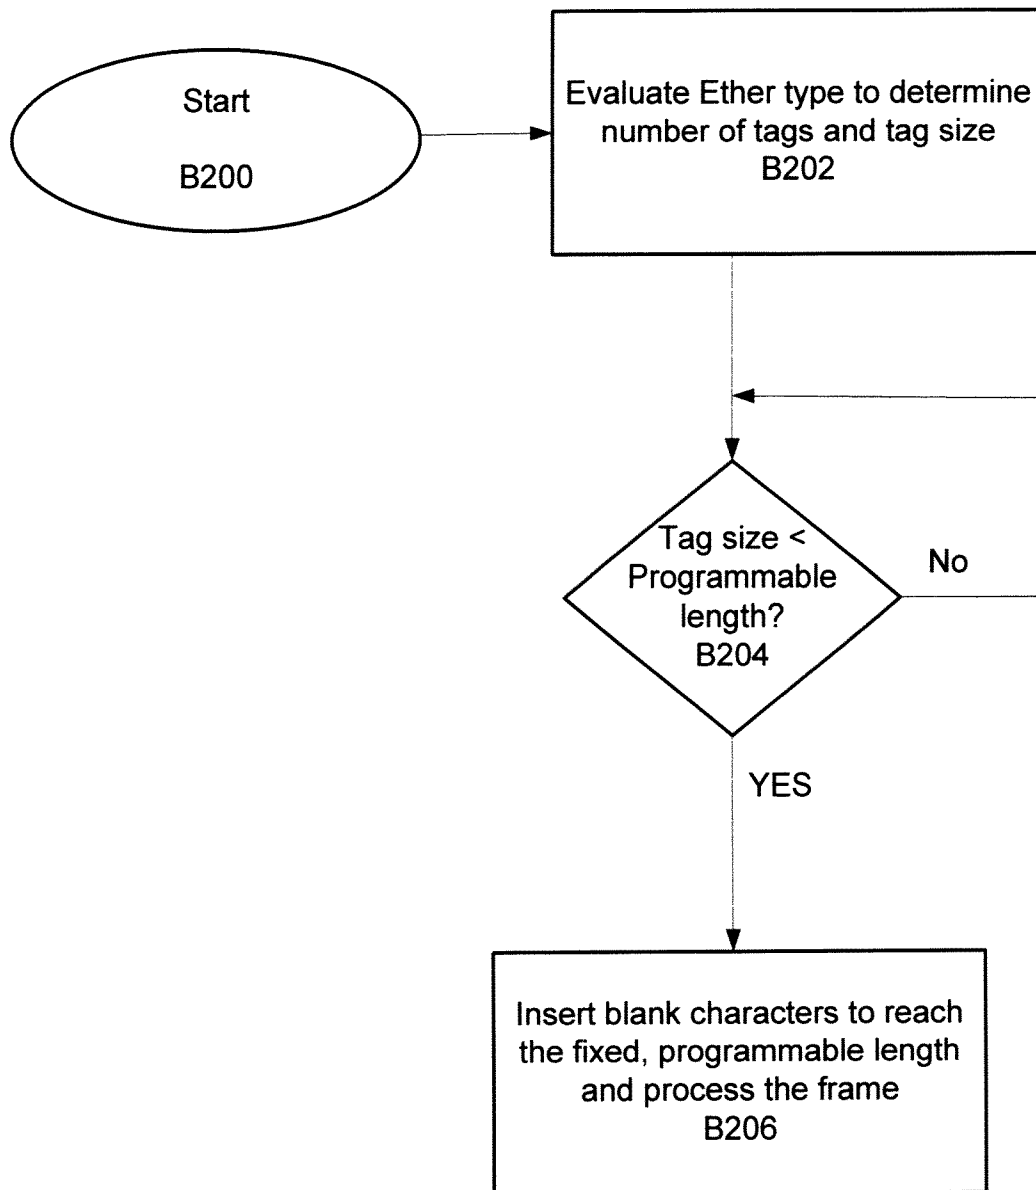 Start
B200
Evaluate Ether type to determine
number of tags and tag size
B202
Tag size <
Programmable
length?
B204
No
YES
Insert blank characters to reach
the fixed, programmable length
and process the frame
B206